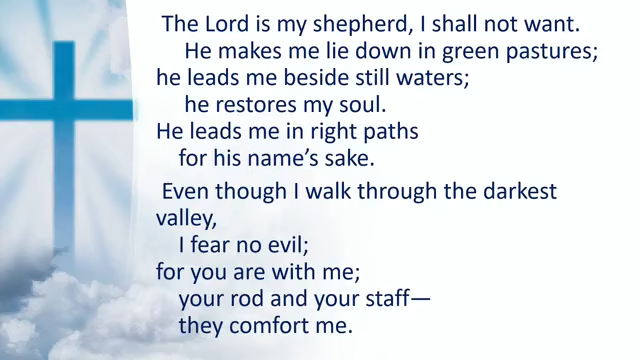 The Lord is my shepherd, I shall not want.
He makes me lie down in green pastures;
he leads me beside still waters;
he restores my soul.
He leads me in right paths
for his name’s sake.
Even though I walk through the darkest
valley,
I fear no evil;
for you are with me;
your rod and your staff—
they comfort me.